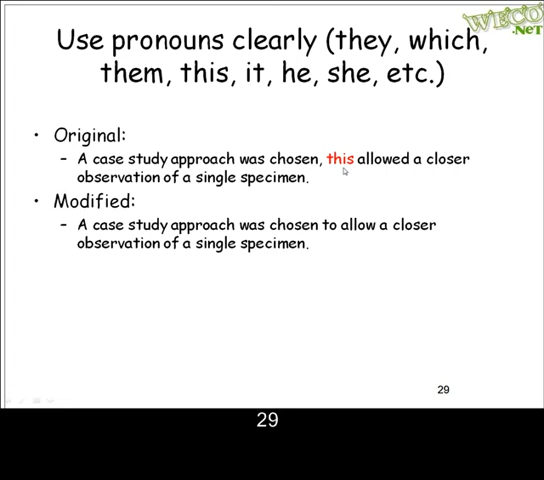 WECO
.NET
Use pronouns clearly (they, which,
them, this, it, he, she, etc.)
• Original:
– A case study approach was chosen, this allowed a closer
observation of a single specimen.
• Modified:
– A case study approach was chosen to allow a closer
observation of a single specimen.
29
29